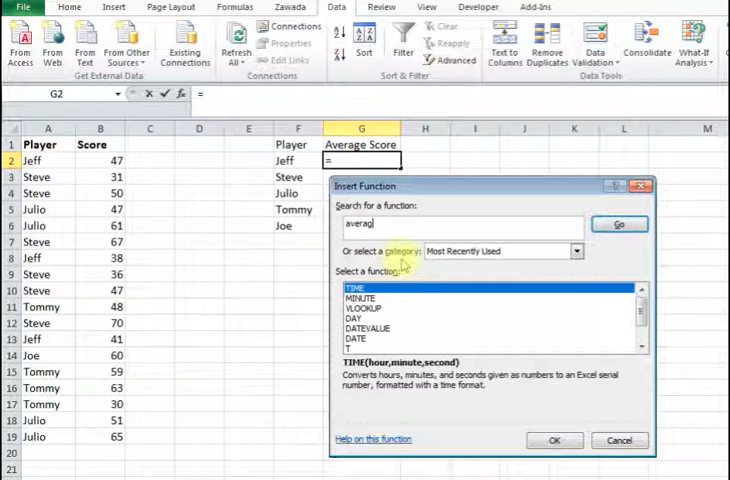 File Home Insert Page Layout Formulas Zawada Data Review View Developer Add-Ins
From Access From Web From Text From Other Sources Existing Connections Refresh All Connections Properties Edit Links Sort Filter Clear Reapply Advanced Text to Columns Remove Duplicates Data Validation Consolidate What-If Analysis
Get External Data Connections Sort & Filter Data Tools
G2 fx =
A B C D E F G H I J K L M
1 Player Score Player Average Score
2 Jeff 47 Jeff =
3 Steve 31 Steve
4 Steve 50 Julio
5 Julio 47 Tommy
6 Julio 61 Joe
7 Steve 67
8 Jeff 38
9 Steve 36
10 Steve 47
11 Tommy 48
12 Steve 70
13 Jeff 41
14 Joe 60
15 Tommy 59
16 Tommy 63
17 Tommy 30
18 Julio 51
19 Julio 65
20
21
Insert Function
Search for a function:
averag
Go
Or select a category: Most Recently Used
Select a function:
TIME
MINUTE
VLOOKUP
DAY
DATEVALUE
DATE
T
TIME(hour,minute,second)
Converts hours, minutes, and seconds given as numbers to an Excel serial
number, formatted with a time format.
Help on this function OK Cancel